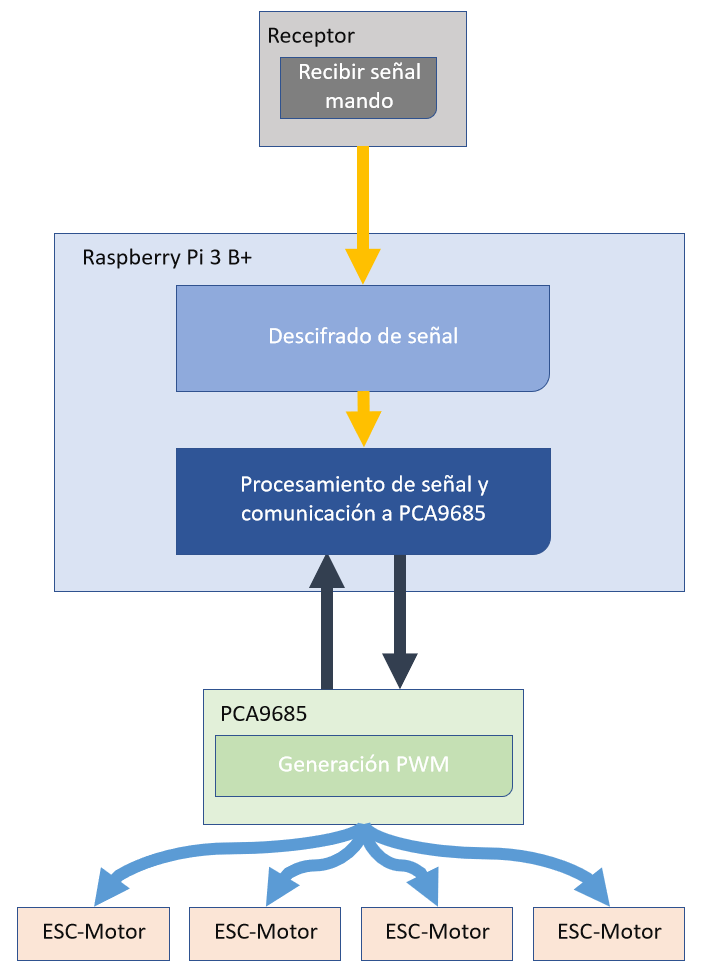 Receptor
Recibir señal
mando
Raspberry Pi 3 B+
Descifrado de señal
Procesamiento de señal y
comunicación a PCA9685
PCA9685
Generación PWM
ESC-Motor
ESC-Motor
ESC-Motor
ESC-Motor